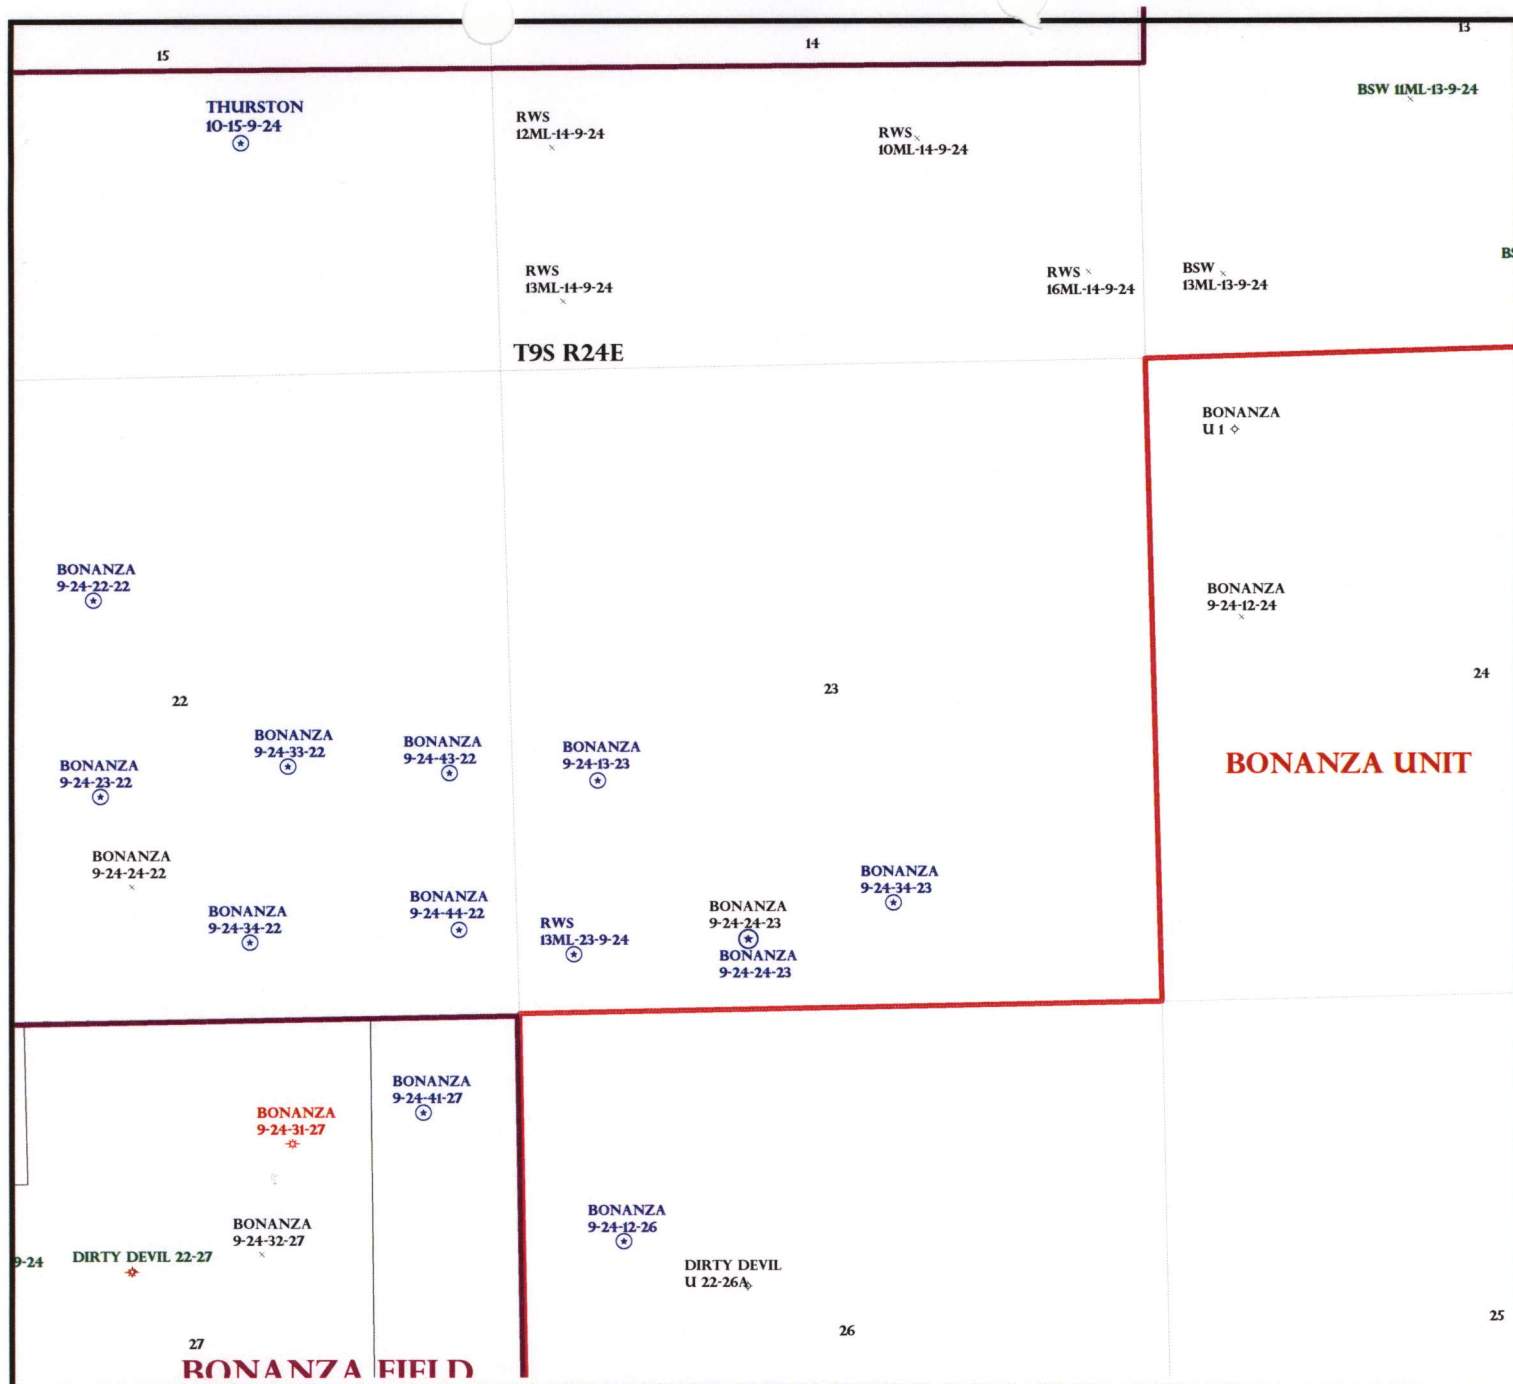 15
14
13
THURSTON
10-15-9-24
RWS
12ML-14-9-24
RWS
10ML-14-9-24
BSW 11ML-13-9-24
RWS
13ML-14-9-24
RWS
16ML-14-9-24
BSW
13ML-13-9-24
T9S R24E
BONANZA
U 1
BONANZA
9-24-22-22
BONANZA
9-24-12-24
22
23
24
BONANZA
9-24-23-22
BONANZA
9-24-33-22
BONANZA
9-24-43-22
BONANZA
9-24-13-23
BONANZA UNIT
BONANZA
9-24-24-22
BONANZA
9-24-34-22
BONANZA
9-24-44-22
RWS
13ML-23-9-24
BONANZA
9-24-24-23
BONANZA
9-24-24-23
BONANZA
9-24-34-23
BONANZA
9-24-41-27
BONANZA
9-24-31-27
BONANZA
9-24-32-27
9-24
DIRTY DEVIL 22-27
BONANZA
9-24-12-26
DIRTY DEVIL
U 22-26A
27
26
25
BONANZA FIELD